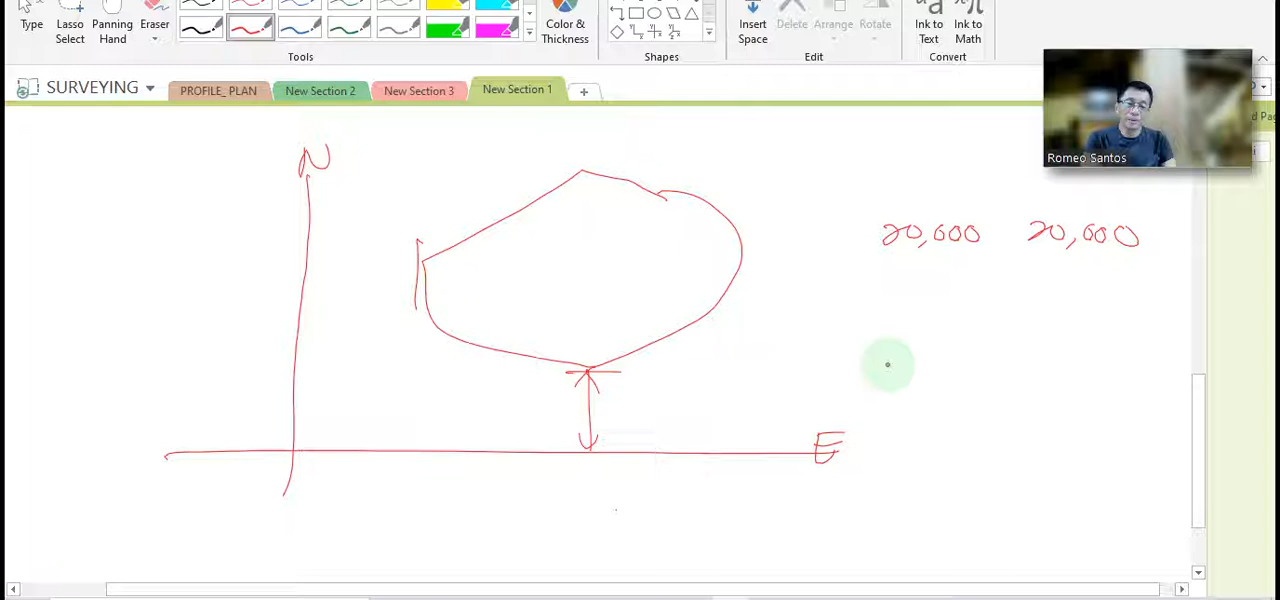 Type
Lasso Select
Panning Hand
Eraser
Color & Thickness
Insert Space
Delete
Arrange
Rotate
Ink to Text
Ink to Math
Tools
Shapes
Edit
Convert
SURVEYING
PROFILE_ PLAN
New Section 2
New Section 3
New Section 1
Romeo Santos
N
20,000 20,000
E